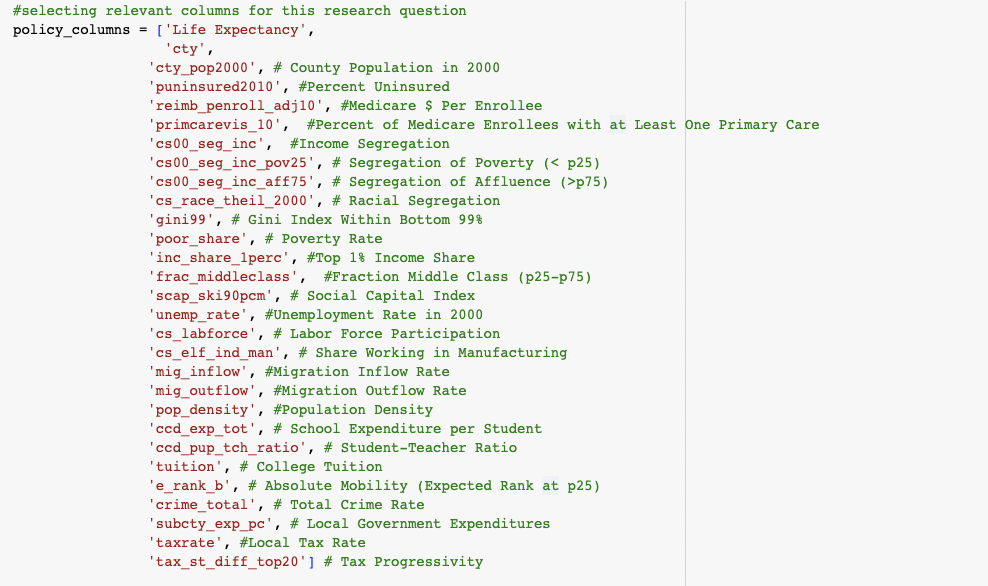 #selecting relevant columns for this research question
policy_columns = ['Life Expectancy',
'cty',
'cty_pop2000', # County Population in 2000
'puninsured2010', #Percent Uninsured
'reimb_penroll_adj10', #Medicare $ Per Enrollee
'primcarevis_10',  #Percent of Medicare Enrollees with at Least One Primary Care
'cs00_seg_inc',  #Income Segregation
'cs00_seg_inc_pov25', # Segregation of Poverty (< p25)
'cs00_seg_inc_aff75', # Segregation of Affluence (>p75)
'cs_race_theil_2000', # Racial Segregation
'gini99', # Gini Index Within Bottom 99%
'poor_share', # Poverty Rate
'inc_share_1perc', #Top 1% Income Share
'frac_middleclass',  #Fraction Middle Class (p25-p75)
'scap_ski90pcm', # Social Capital Index
'unemp_rate', #Unemployment Rate in 2000
'cs_labforce', # Labor Force Participation
'cs_elf_ind_man', # Share Working in Manufacturing
'mig_inflow', #Migration Inflow Rate
'mig_outflow', #Migration Outflow Rate
'pop_density', #Population Density
'ccd_exp_tot', # School Expenditure per Student
'ccd_pup_tch_ratio', # Student-Teacher Ratio
'tuition', # College Tuition
'e_rank_b', # Absolute Mobility (Expected Rank at p25)
'crime_total', # Total Crime Rate
'subcty_exp_pc', # Local Government Expenditures
'taxrate', #Local Tax Rate
'tax_st_diff_top20'] # Tax Progressivity